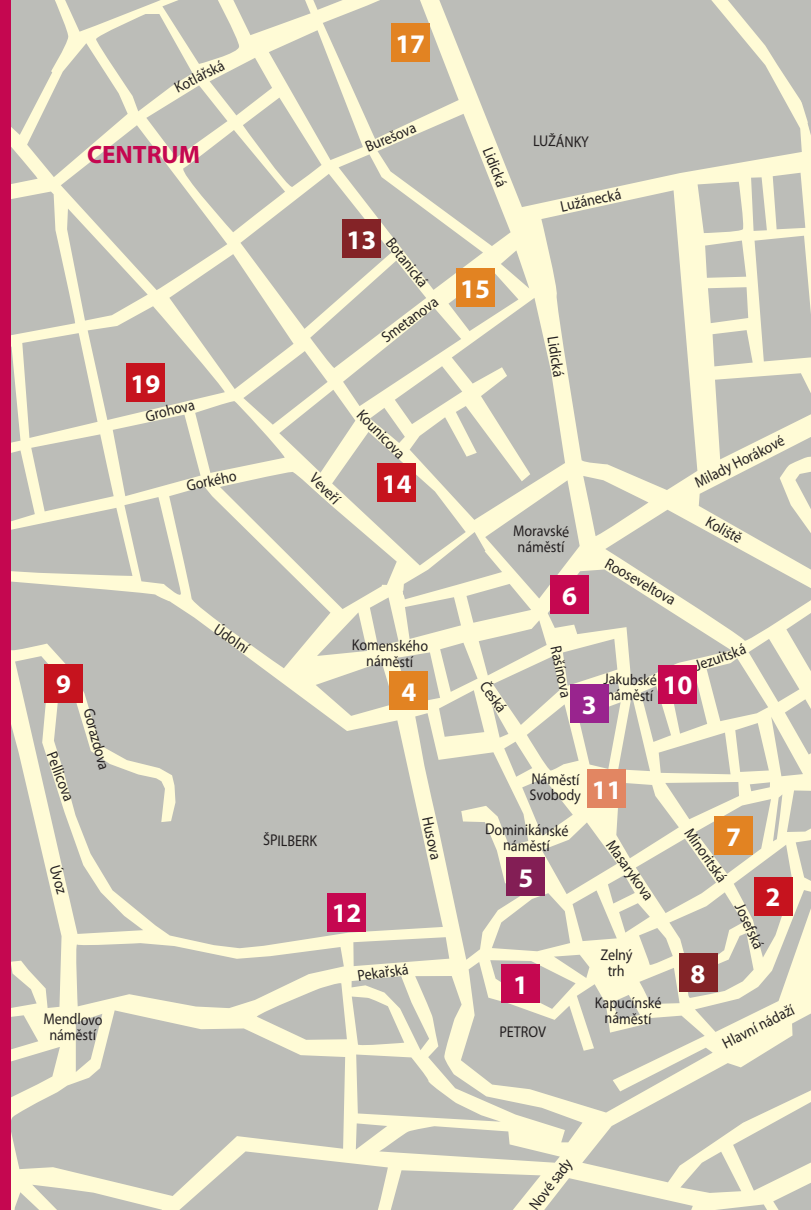 17
Kotlářská
Burešova
LUŽÁNKY
CENTRUM
Lidická
Lužánecká
13
Botanická
15
Smetanova
Lidická
19
Grohova
Kounicova
Milady Horákové
Gorkého
Veveří
14
Moravské
náměstí
Koliště
Rooseveltova
6
Údolní
Komenského
náměstí
Rašínova
Jezuitská
9
4
Česká
Jakubské
náměstí
10
3
Gorazdova
Pellicova
Náměstí
Svobody
11
Husova
Dominikánské
náměstí
7
Minoritská
ŠPILBERK
Masarykova
5
Úvoz
2
12
Josefská
Zelný
trh
Pekařská
8
1
Kapucínské
náměstí
Mendlovo
náměstí
PETROV
Hlavní nádaží
Nové sady